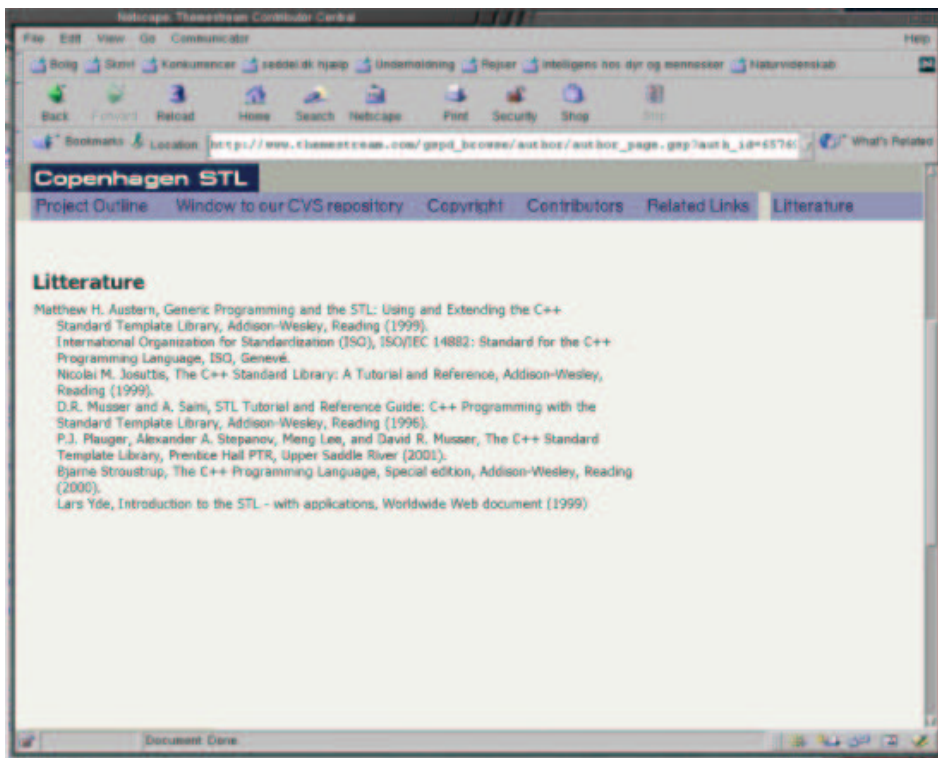 Netscape: Themestream Contributor Central
File Edit View Go Communicator Help
Bolig Skrivi Konkurrencer seddel.dk hjælp Underholdning Rejser intelligens hos dyr og mennesker Naturvidenskab
Back Forward Reload Home Search Netscape Print Security Shop Stop
Bookmarks Location http://www.themestream.com/gspd_browse/author/author_page.gsp?auth_id=6576 What's Related
Copenhagen STL
Project Outline Window to our CVS repository Copyright Contributors Related Links Litterature
Litterature
Matthew H. Austern, Generic Programming and the STL: Using and Extending the C++
Standard Template Library, Addison-Wesley, Reading (1999).
International Organization for Standardization (ISO), ISO/IEC 14882: Standard for the C++
Programming Language, ISO, Genevé.
Nicolai M. Josuttis, The C++ Standard Library: A Tutorial and Reference, Addison-Wesley,
Reading (1999).
D.R. Musser and A. Saini, STL Tutorial and Reference Guide: C++ Programming with the
Standard Template Library, Addison-Wesley, Reading (1996).
P.J. Plauger, Alexander A. Stepanov, Meng Lee, and David R. Musser, The C++ Standard
Template Library, Prentice Hall PTR, Upper Saddle River (2001).
Bjarne Stroustrup, The C++ Programming Language, Special edition, Addison-Wesley, Reading
(2000).
Lars Yde, Introduction to the STL - with applications, Worldwide Web document (1999)
Document: Done